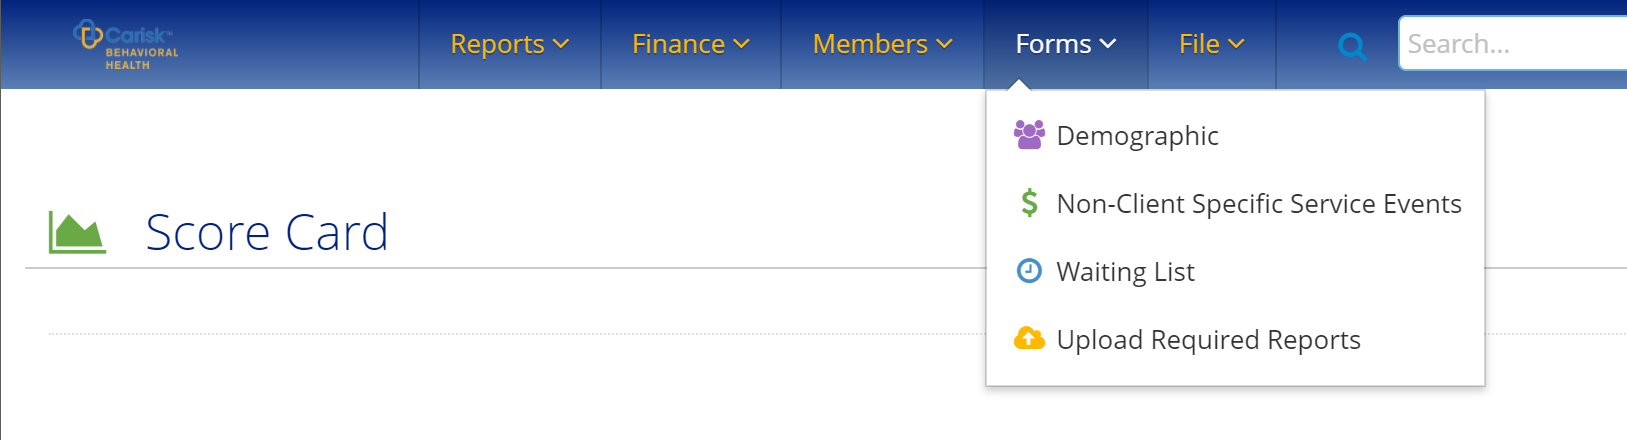 Carisk™
BEHAVIORAL
HEALTH
Reports
Finance
Members
Forms
File
Search...
Demographic
Non-Client Specific Service Events
Waiting List
Upload Required Reports
Score Card